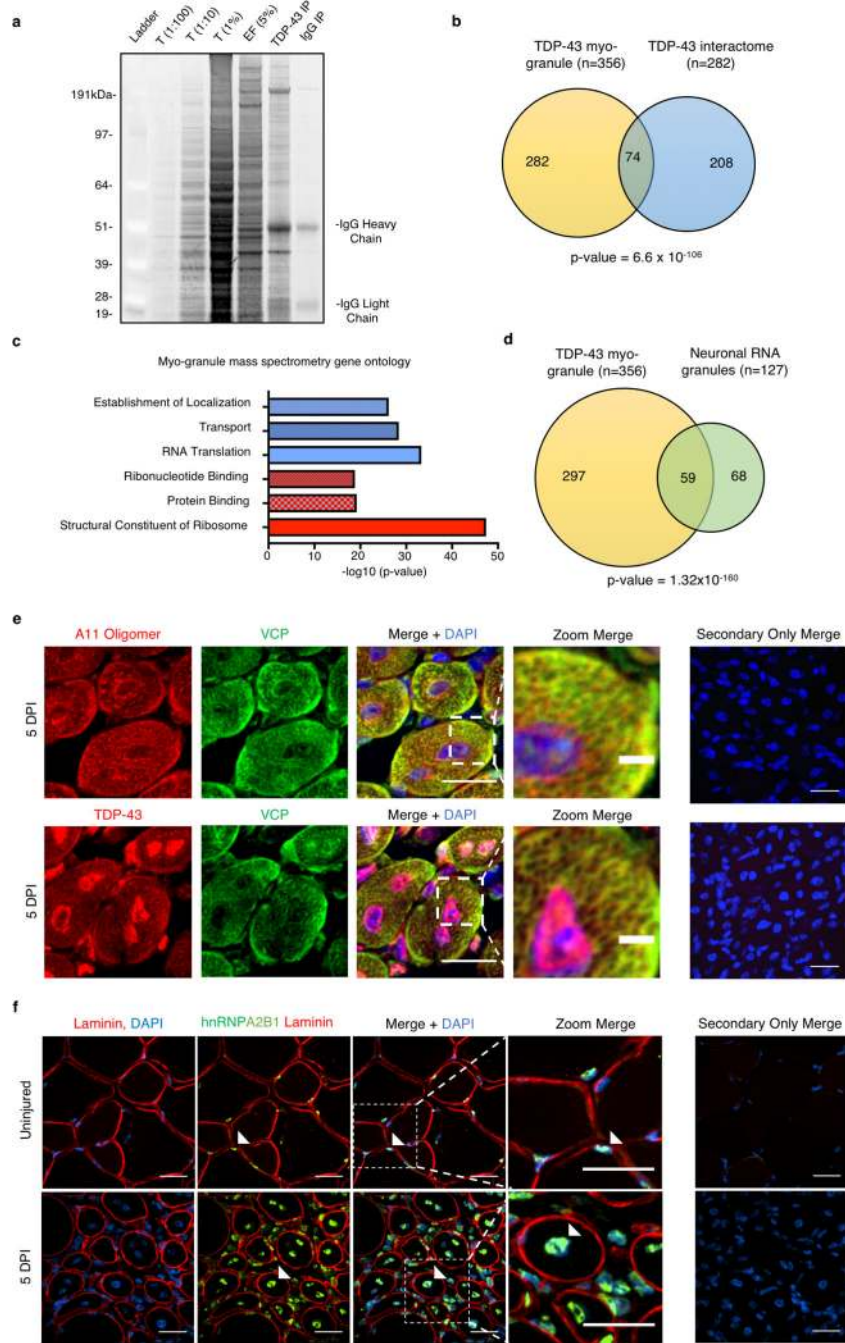 a
Ladder
T (1:100)
T (1:10)
T (1%)
EF (5%)
TDP-43 IP
IgG IP
191kDa-
97-
64-
51-
39-
28-
19-
-IgG Heavy
Chain
-IgG Light
Chain
b
TDP-43 myo-
granule (n=356)
TDP-43 interactome
(n=282)
282
74
208
p-value = 6.6 x 10-106
c
Myo-granule mass spectrometry gene ontology
Establishment of Localization
Transport
RNA Translation
Ribonucleotide Binding
Protein Binding
Structural Constituent of Ribosome
0 10 20 30 40 50
-log10 (p-value)
d
TDP-43 myo-
granule (n=356)
Neuronal RNA
granules (n=127)
297
59
68
p-value = 1.32x10-160
e
A11 Oligomer
VCP
Merge + DAPI
Zoom Merge
Secondary Only Merge
5 DPI
TDP-43
VCP
Merge + DAPI
Zoom Merge
5 DPI
f
Laminin, DAPI
hnRNPA2B1 Laminin
Merge + DAPI
Zoom Merge
Secondary Only Merge
Uninjured
5 DPI